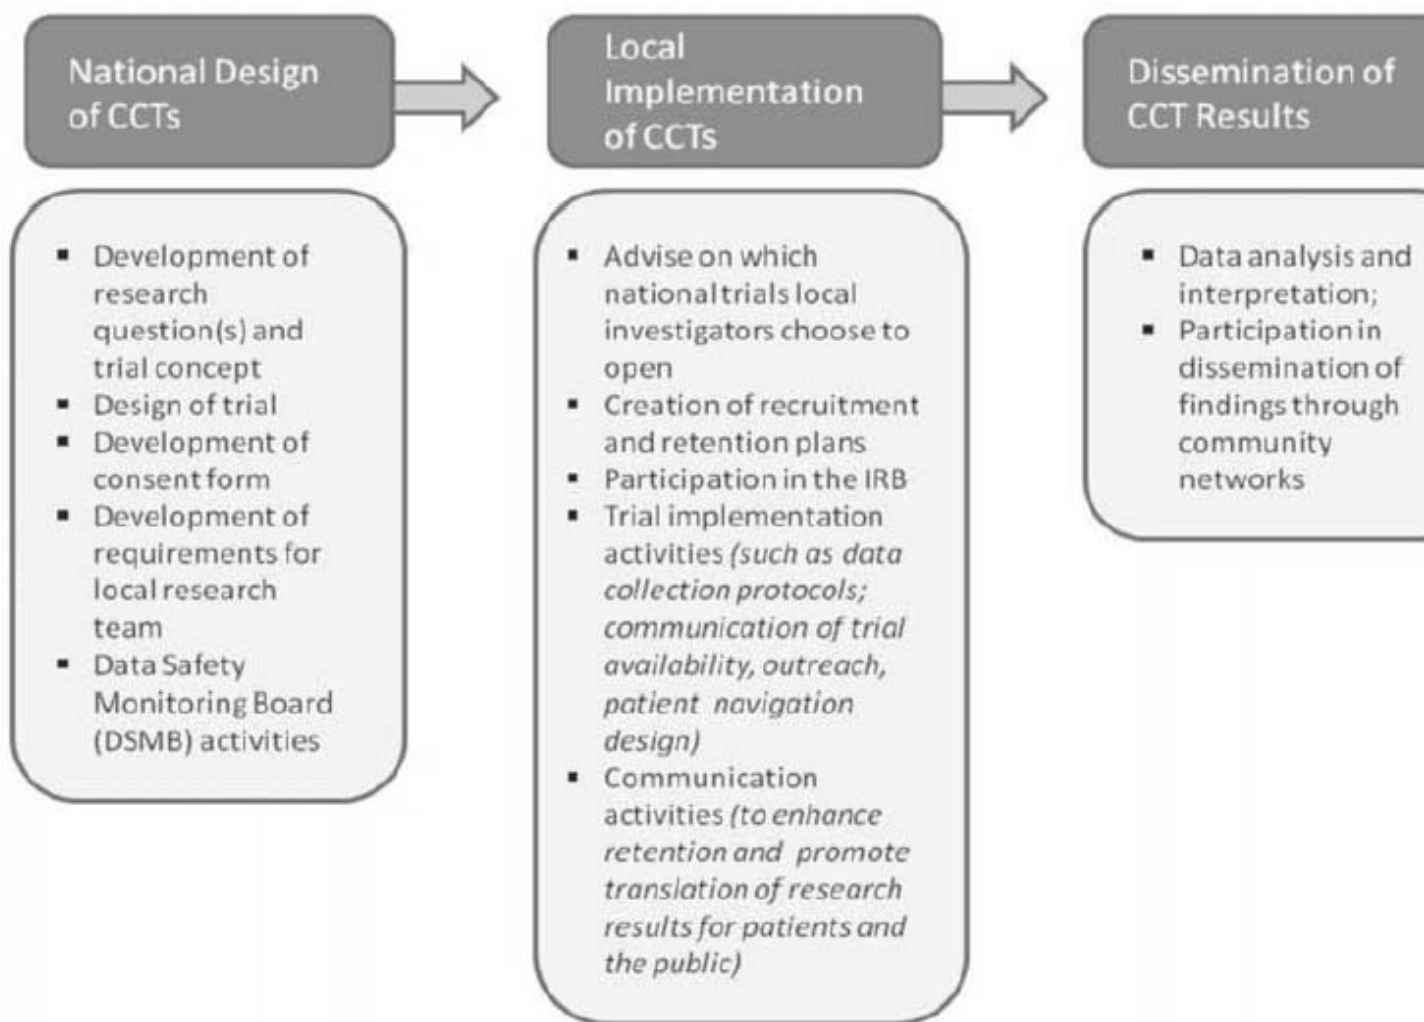 National Design
of CCTs
Local
Implementation
of CCTs
Dissemination of
CCT Results
▪ Development of
research
question(s) and
trial concept
▪ Design of trial
▪ Development of
consent form
▪ Development of
requirements for
local research
team
▪ Data Safety
Monitoring Board
(DSMB) activities
▪ Advise on which
national trials local
investigators choose to
open
▪ Creation of recruitment
and retention plans
▪ Participation in the IRB
▪ Trial implementation
activities (such as data
collection protocols;
communication of trial
availability, outreach,
patient navigation
design)
▪ Communication
activities (to enhance
retention and promote
translation of research
results for patients and
the public)
▪ Data analysis and
interpretation;
▪ Participation in
dissemination of
findings through
community
networks